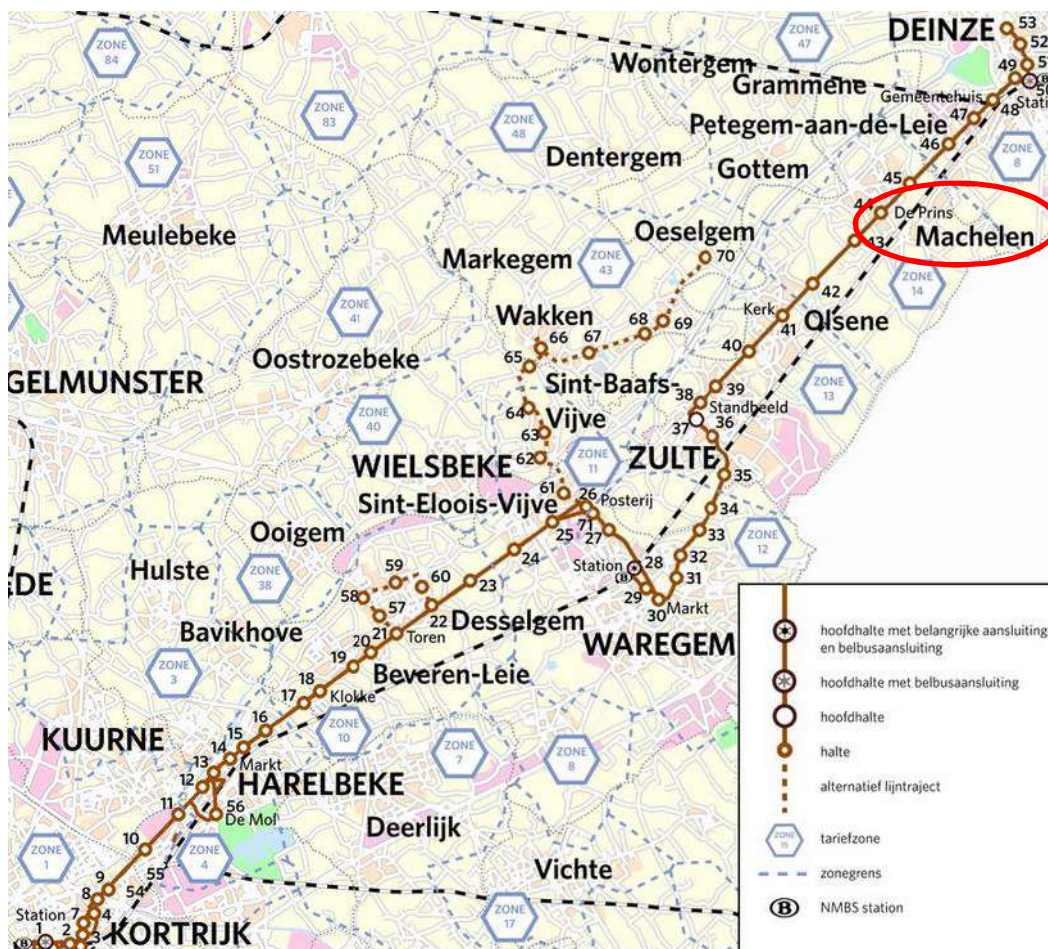 DEINZE
53
52
51
49
50
ZONE
84
ZONE
47
Wontergem
Grammene
Gemeentehuis
48
Stati
47
ZONE
83
ZONE
48
Petegem-aan-de-Leie
46
ZONE
8
ZONE
51
Dentergem
Gottem
45
44
De Prins
Meulebeke
Oeselgem
43
Machelen
Markegem
ZONE
43
70
ZONE
14
42
ZONE
41
Wakken
66
67
68
69
Kerk
41
Olsene
Oostrozebeke
65
40
GELMUNSTER
Sint-Baafs-
Vijve
39
38
Standbeeld
ZONE
13
ZONE
40
64
37
36
63
WIELSBEKE
62
ZONE
11
ZULTE
35
61
26
Posterij
Sint-Eloois-Vijve
34
Ooigem
25
71
27
33
ZONE
12
24
32
Hulste
ZONE
38
59
60
23
Station
28
B
31
EDE
58
57
22
29
30
Markt
Bavikhove
21
Toren
Desselgem
WAREGEM
20
19
Beveren-Leie
ZONE
3
18
Klokke
17
KUURNE
16
15
14
Markt
ZONE
10
ZONE
7
ZONE
8
13
12
HARELBEKE
11
56
De Mol
Deerlijk
10
ZONE
1
55
ZONE
4
Vichte
9
54
8
Station
7
4
1
2
3
B
KORTRIJK
ZONE
17
hoofdhalte met belangrijke aansluiting
en belbusaansluiting
hoofdhalte met belbusaansluiting
hoofdhalte
halte
alternatief lijntraject
ZONE
15
tariefzone
zonegrens
B
NMBS station